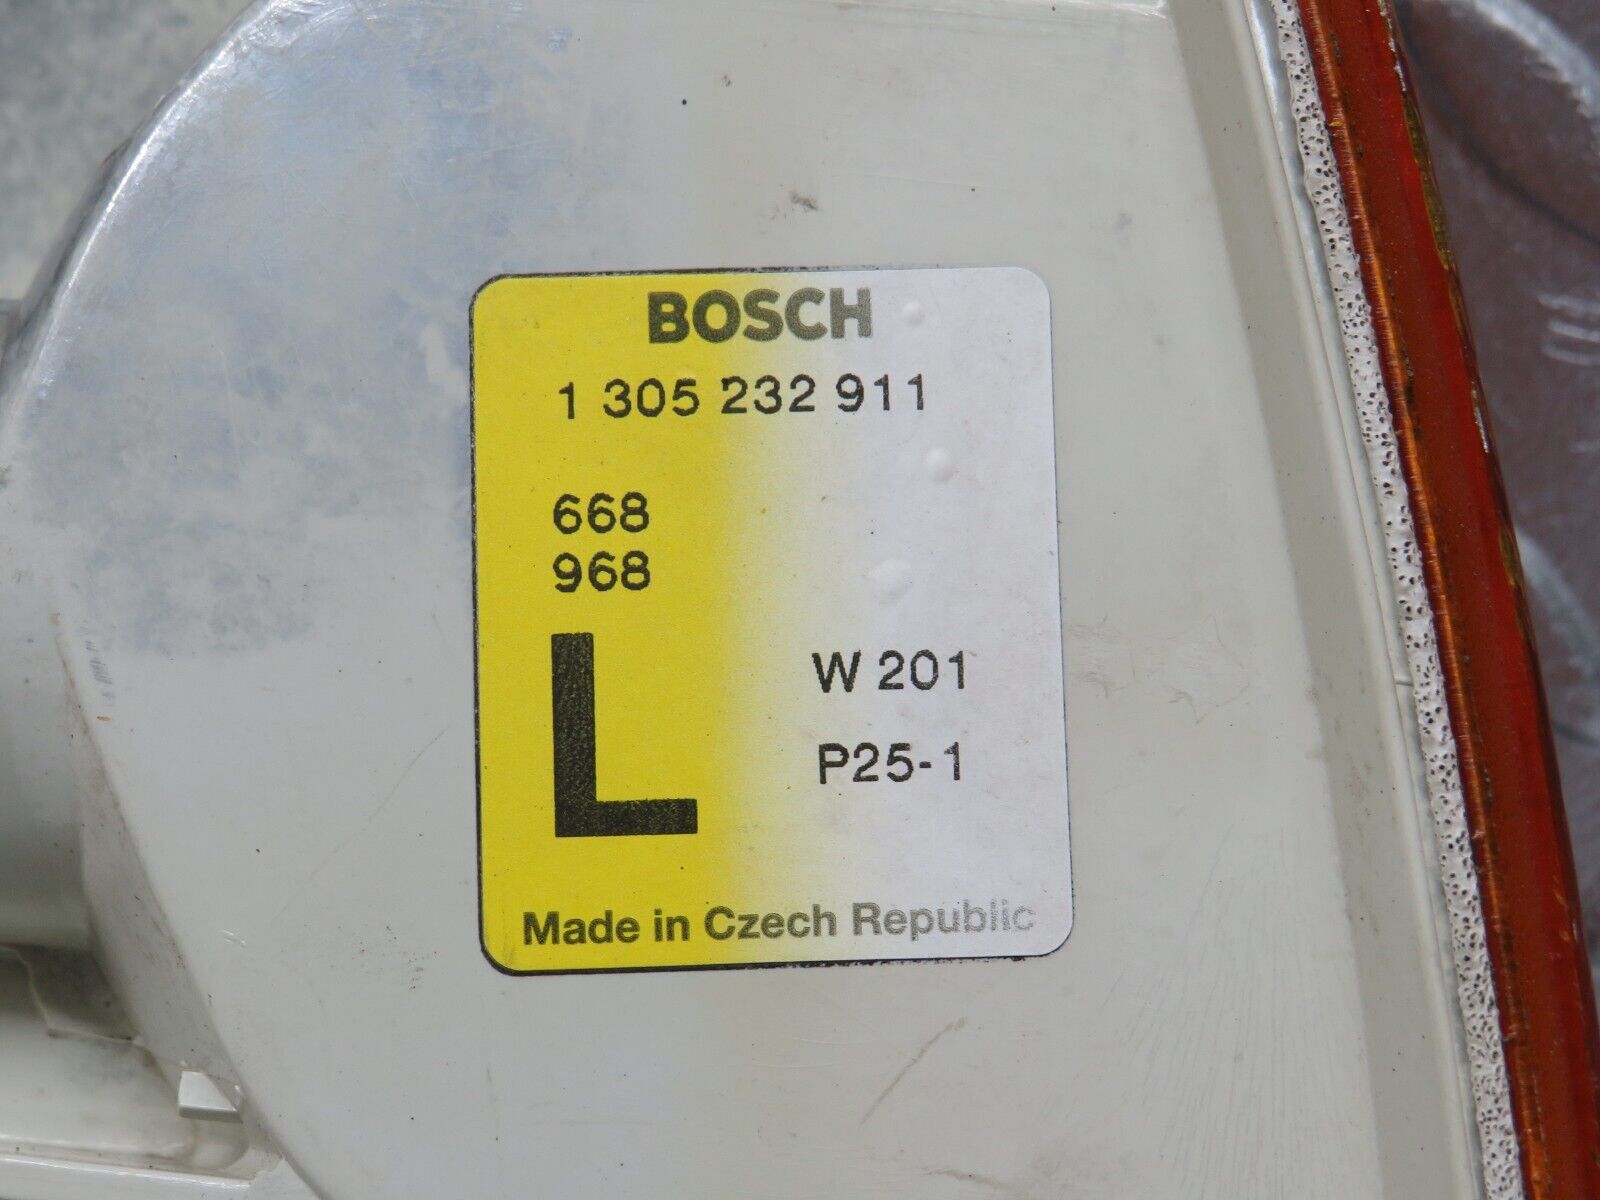 BOSCH
1 305 232 911
668
968
L
W 201
P25-1
Made in Czech Republic